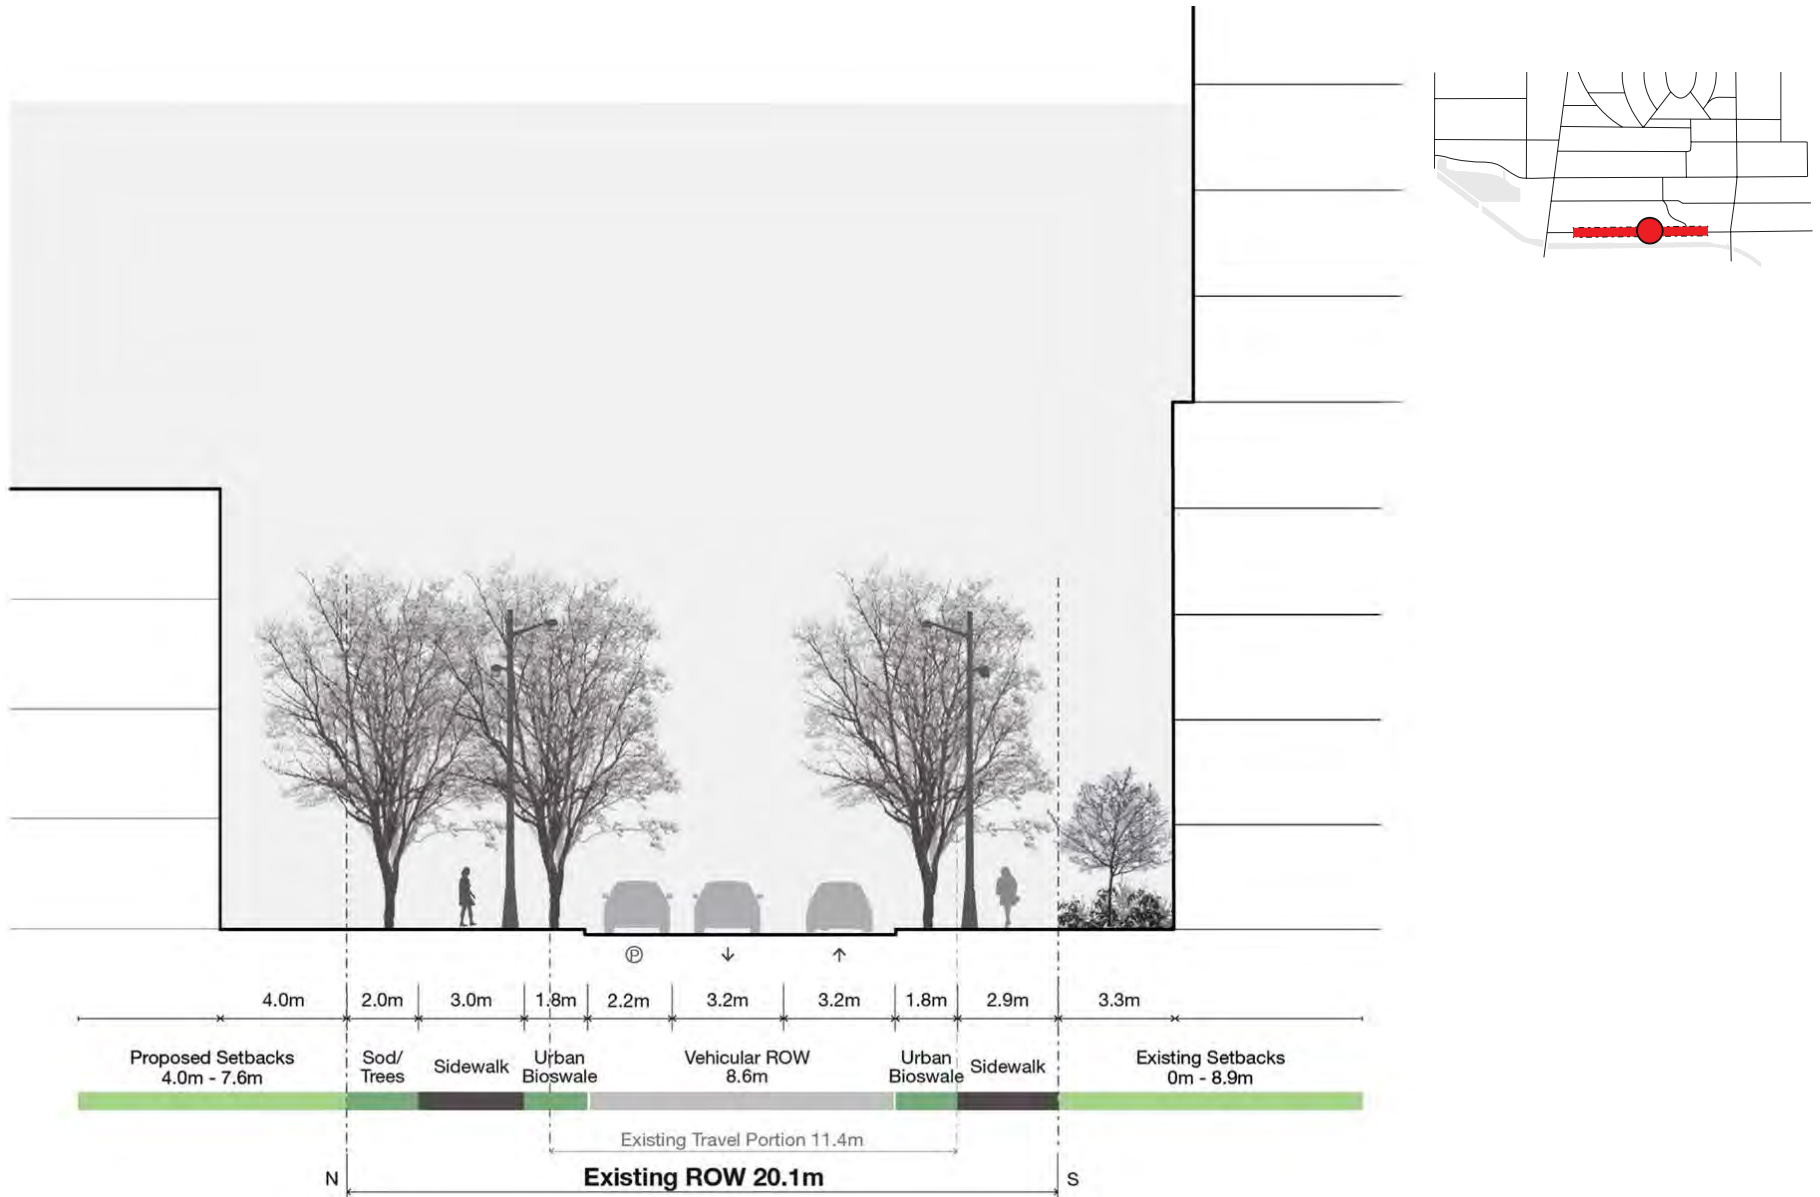 Ⓟ ↓ ↑
4.0m 2.0m 3.0m 1.8m 2.2m 3.2m 3.2m 1.8m 2.9m 3.3m
Proposed Setbacks
4.0m - 7.6m
Sod/
Trees
Sidewalk
Urban
Bioswale
Vehicular ROW
8.6m
Urban
Bioswale
Sidewalk
Existing Setbacks
0m - 8.9m
Existing Travel Portion 11.4m
N Existing ROW 20.1m S